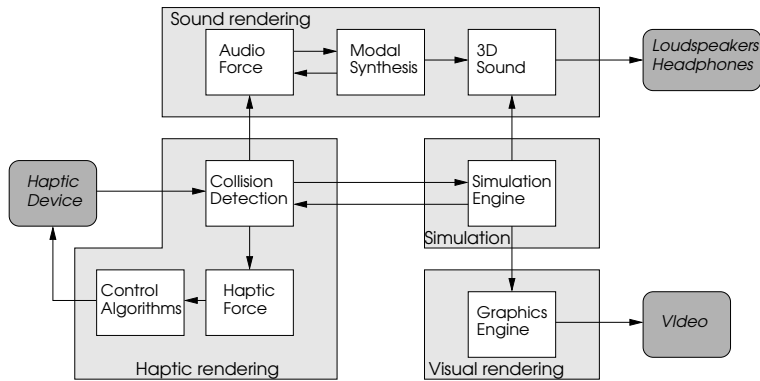 Sound rendering
Audio
Force
Modal
Synthesis
3D
Sound
Loudspeakers
Headphones
Haptic
Device
Collision
Detection
Simulation
Engine
Simulation
Control
Algorithms
Haptic
Force
Haptic rendering
Graphics
Engine
Visual rendering
VIdeo